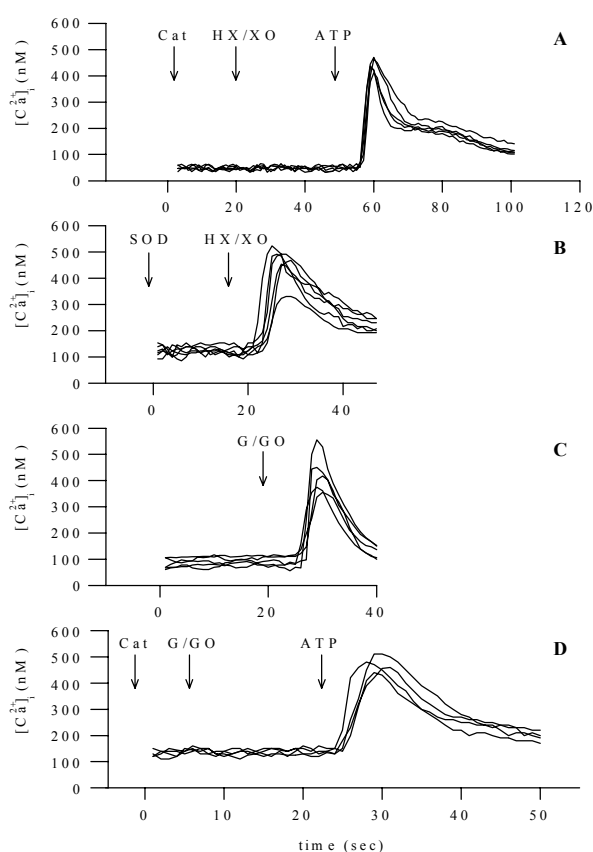 600
500
400
300
200
100
0
[Ca²⁺]ᵢ (nM)
Cat HX/XO ATP
A
0 20 40 60 80 100 120
600
500
400
300
200
100
0
[Ca²⁺]ᵢ (nM)
SOD HX/XO
B
0 20 40
600
500
400
300
200
100
0
[Ca²⁺]ᵢ (nM)
G/GO
C
0 20 40
600
500
400
300
200
100
0
[Ca²⁺]ᵢ (nM)
Cat G/GO ATP
D
0 10 20 30 40 50
time (sec)